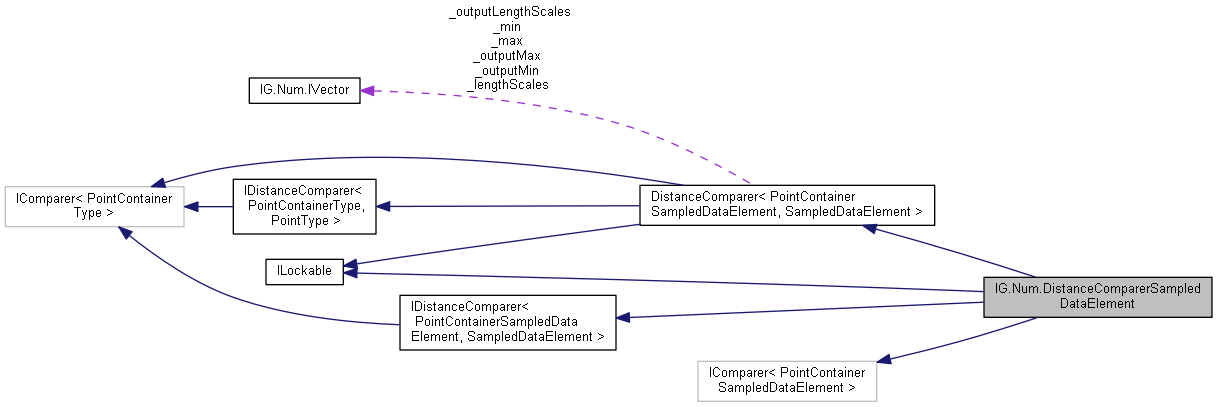 _outputLengthScales
_min
_max
_outputMax
_outputMin
_lengthScales
IG.Num.IVector
IComparer< PointContainer
Type >
IDistanceComparer<
PointContainerType,
PointType >
DistanceComparer< PointContainer
SampledDataElement, SampledDataElement >
ILockable
IG.Num.DistanceComparerSampled
DataElement
IDistanceComparer<
PointContainerSampledData
Element, SampledDataElement >
IComparer< PointContainer
SampledDataElement >